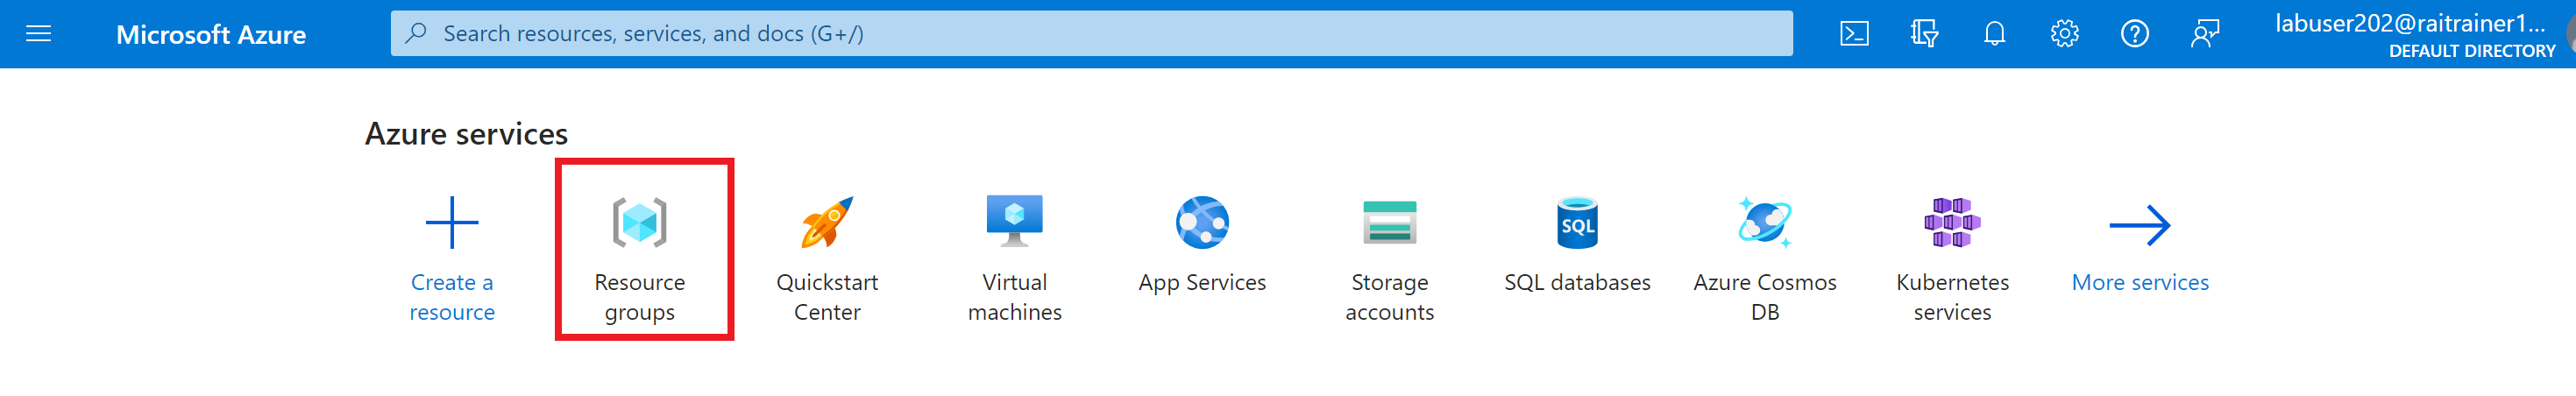 Microsoft Azure
Search resources, services, and docs (G+/)
labuser202@raitrainer1...
DEFAULT DIRECTORY
Azure services
Create a
resource
Resource
groups
Quickstart
Center
Virtual
machines
App Services
Storage
accounts
SQL
SQL databases
Azure Cosmos
DB
Kubernetes
services
More services